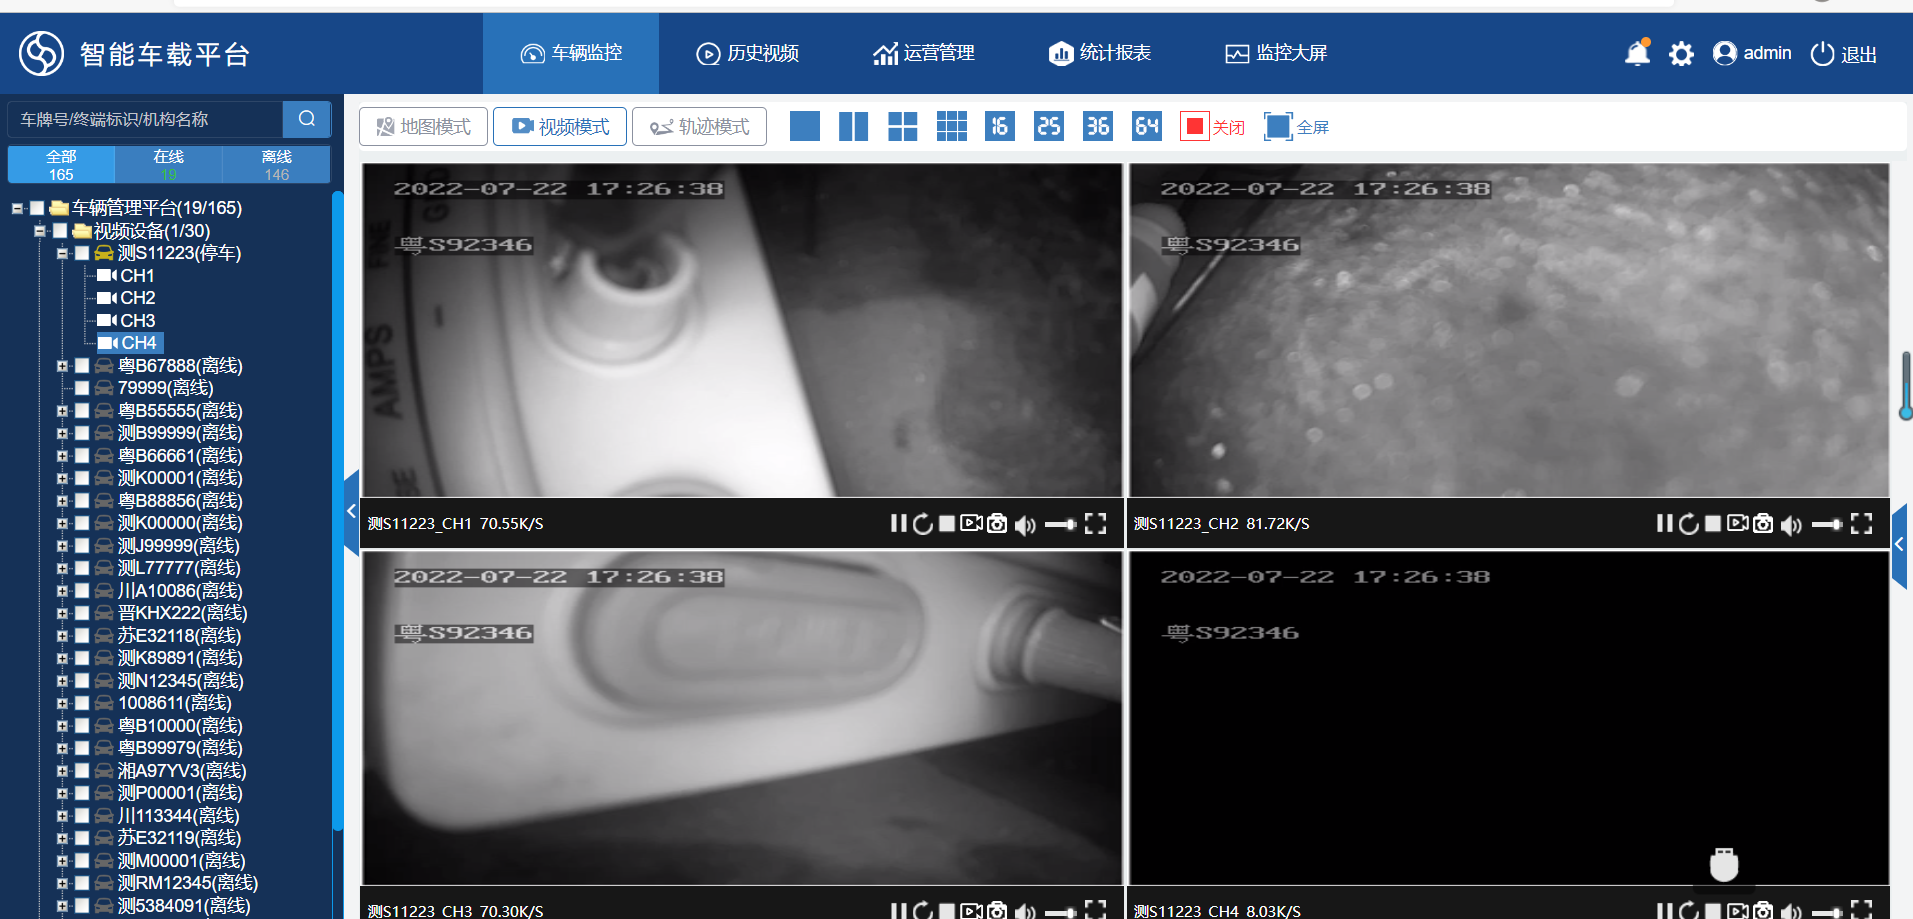 智能车载平台
车辆监控
历史视频
运营管理
统计报表
监控大屏
admin
退出
车牌号/终端标识/机构名称
全部
165
在线
19
离线
146
地图模式
视频模式
轨迹模式
16
25
36
64
关闭
全屏
车辆管理平台(19/165)
视频设备(1/30)
测S11223(停车)
CH1
CH2
CH3
CH4
粤B67888(离线)
79999(离线)
粤B55555(离线)
测B99999(离线)
粤B66661(离线)
测K00001(离线)
粤B88856(离线)
测K00000(离线)
测J99999(离线)
测L77777(离线)
川A10086(离线)
晋KHX222(离线)
苏E32118(离线)
测K89891(离线)
测N12345(离线)
1008611(离线)
粤B10000(离线)
粤B99979(离线)
湘A97YV3(离线)
测P00001(离线)
川113344(离线)
苏E32119(离线)
测M00001(离线)
测RM12345(离线)
测5384091(离线)
2022-07-22 17:26:38
粤S92346
AMPS
测S11223_CH1 70.55K/S
2022-07-22 17:26:38
粤S92346
测S11223_CH2 81.72K/S
2022-07-22 17:26:38
粤S92346
测S11223 CH3 70.30K/S
2022-07-22 17:26:38
粤S92346
测S11223 CH4 8.03K/S